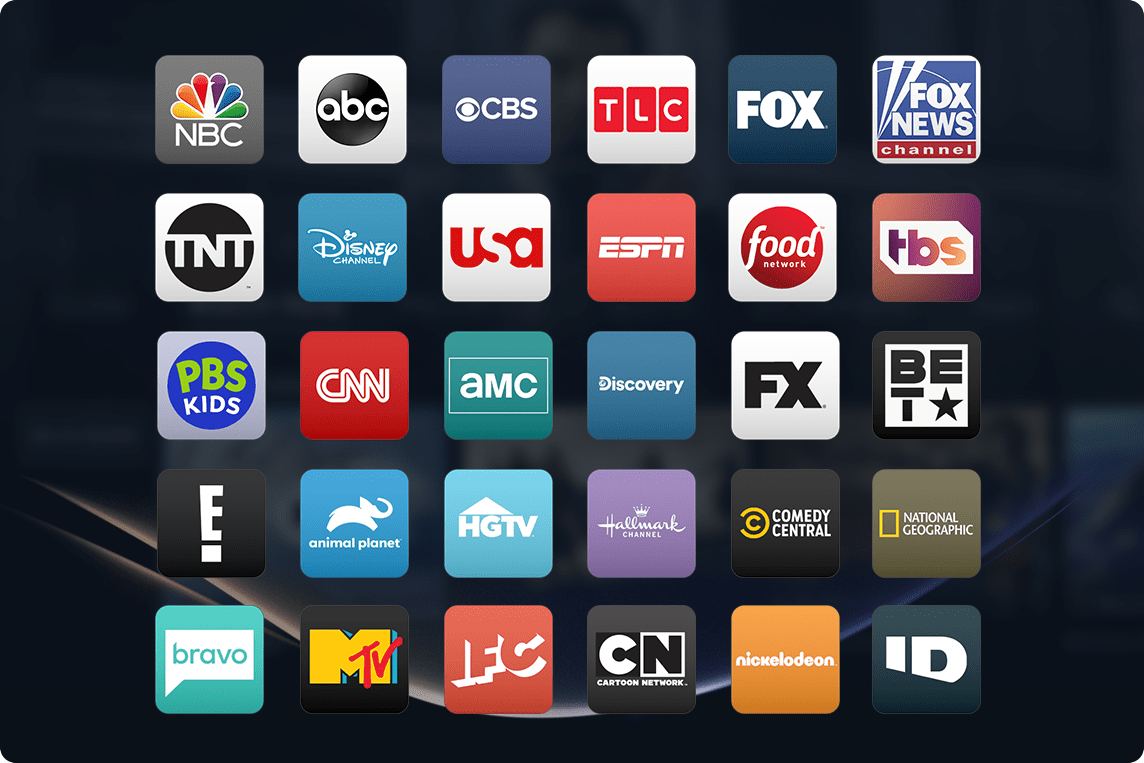 NBC
abc
CBS
TLC
FOX
FOX
NEWS
channel
TNT
Disney
CHANNEL
usa
ESPN
food
network
tbs
PBS
KIDS
CNN
aMC
Discovery
FX
BE
T
E!
animal planet
HGTV
Hallmark
CHANNEL
COMEDY
CENTRAL
NATIONAL
GEOGRAPHIC
bravo
MTV
IFC
CN
CARTOON NETWORK™
nickelodeon
ID